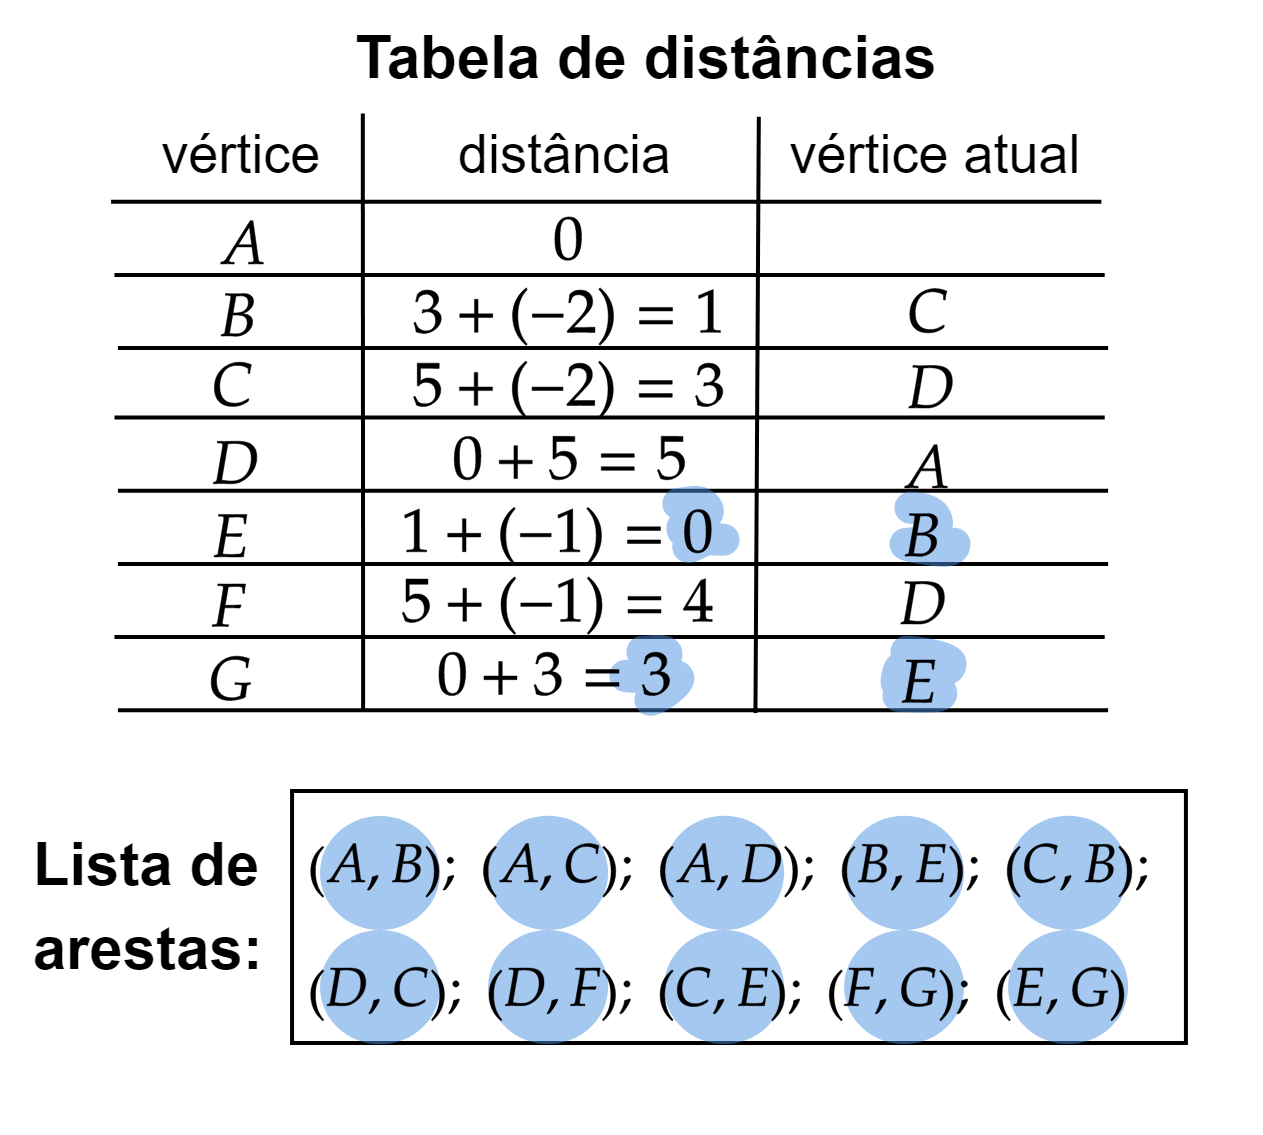 Tabela de distâncias
vértice distância vértice atual
A 0
B 3 + (−2) = 1 C
C 5 + (−2) = 3 D
D 0 + 5 = 5 A
E 1 + (−1) = 0 B
F 5 + (−1) = 4 D
G 0 + 3 = 3 E
Lista de arestas:
(A, B); (A, C); (A, D); (B, E); (C, B);
(D, C); (D, F); (C, E); (F, G); (E, G)